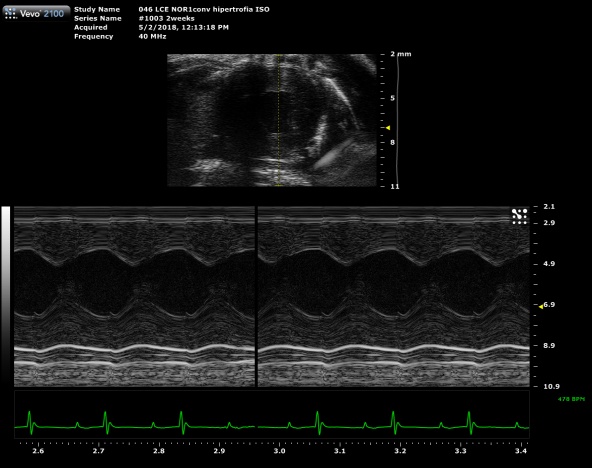 Vevo 2100
Study Name 046 LCE NOR1conv hipertrofia ISO
Series Name #1003 2weeks
Acquired 5/2/2018, 12:13:18 PM
Frequency 40 MHz
2 mm
5
8
11
2.1
2.9
4.9
6.9
8.9
10.9
478 BPM
2.6 2.7 2.8 2.9 3.0 3.1 3.2 3.3 3.4